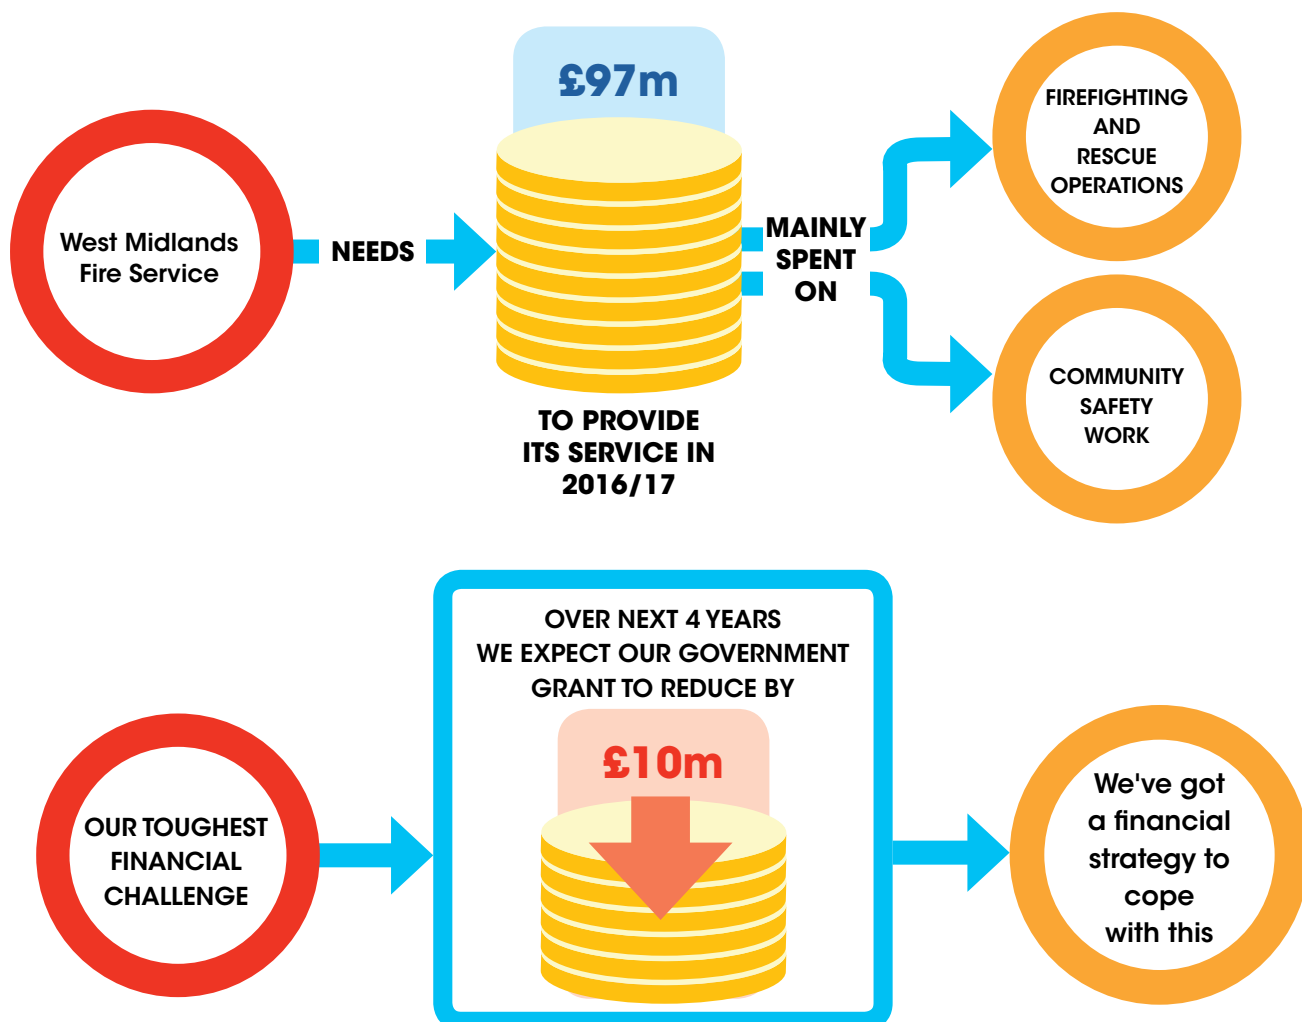 West Midlands
Fire Service
NEEDS
£97m
TO PROVIDE
ITS SERVICE IN
2016/17
MAINLY
SPENT
ON
FIREFIGHTING
AND
RESCUE
OPERATIONS
COMMUNITY
SAFETY
WORK
OUR TOUGHEST
FINANCIAL
CHALLENGE
OVER NEXT 4 YEARS
WE EXPECT OUR GOVERNMENT
GRANT TO REDUCE BY
£10m
We've got
a financial
strategy to
cope
with this